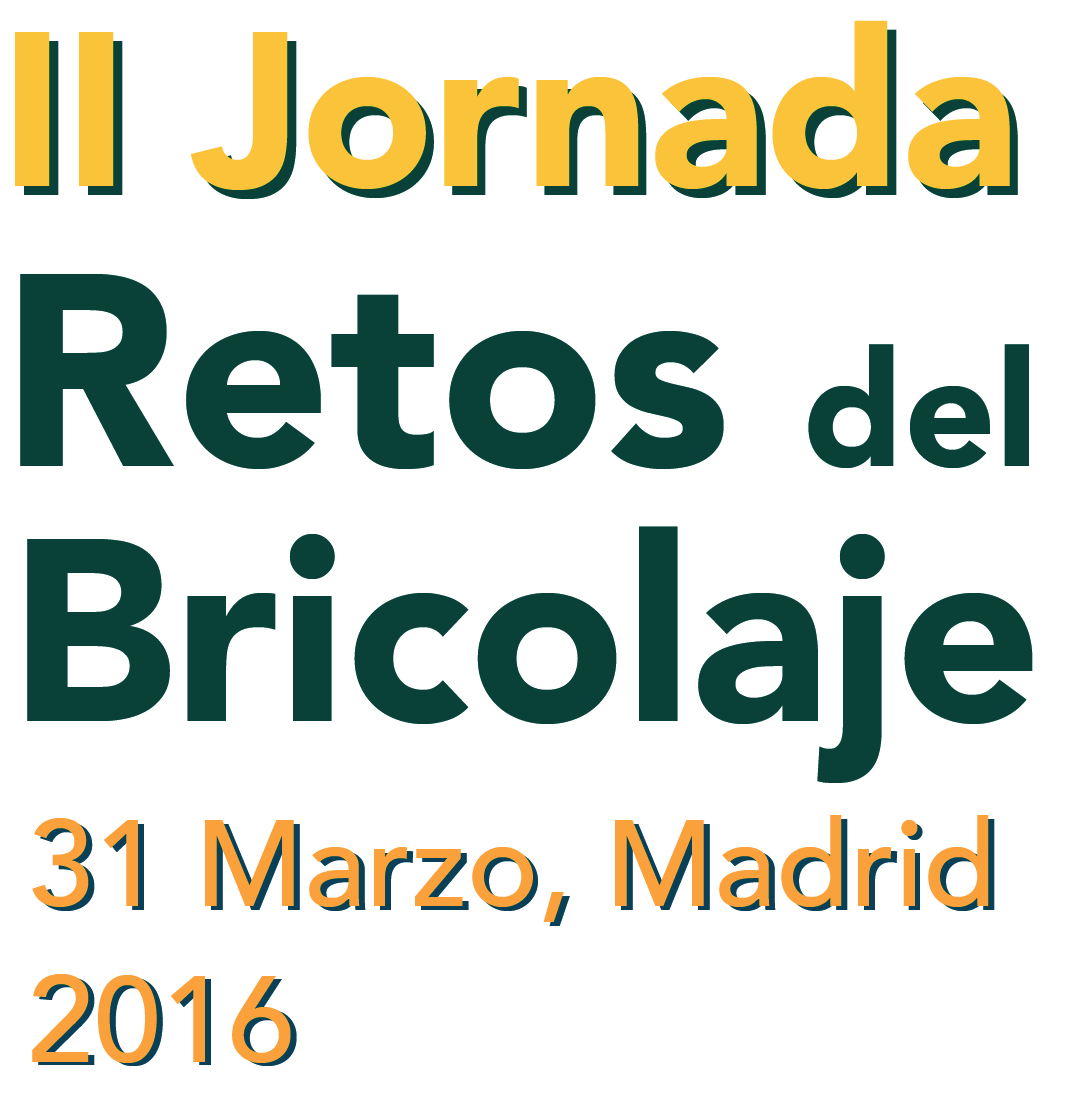 II Jornada
Retos del
Bricolaje
31 Marzo, Madrid
2016